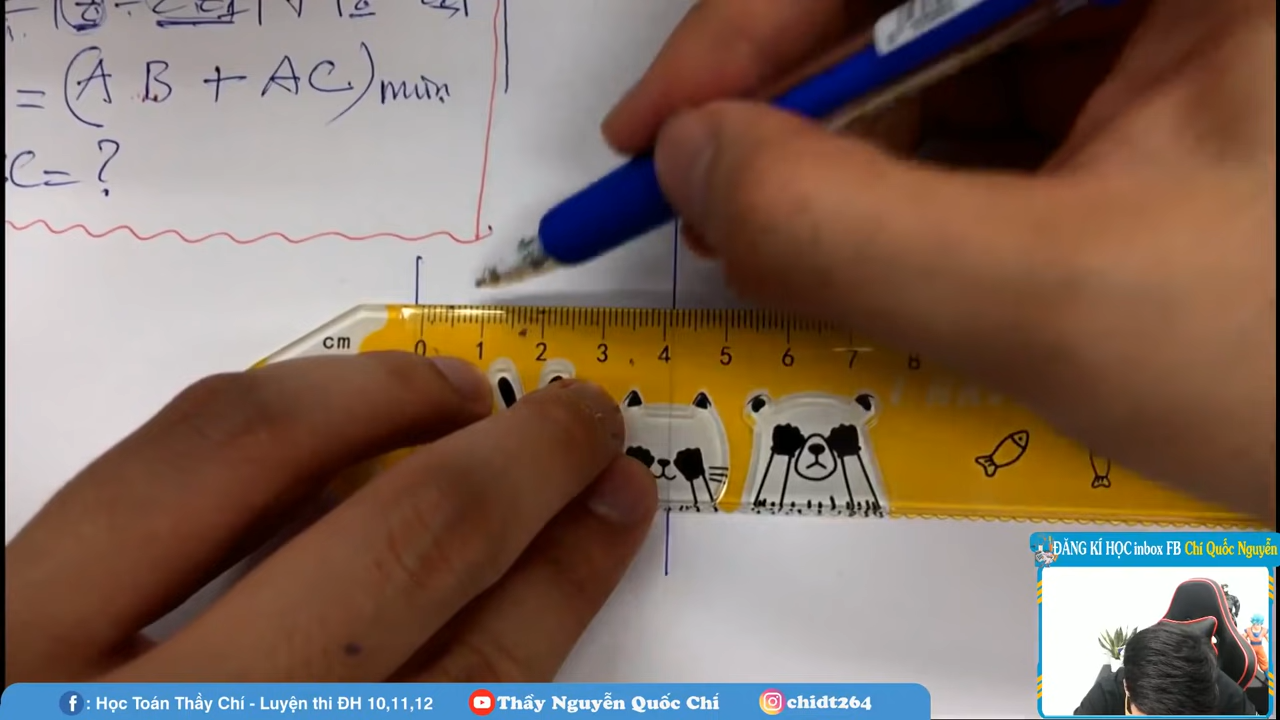 = (AB + AC)min
C = ?
cm 0 1 2 3 4 5 6 7 8
ĐĂNG KÍ HỌC inbox FB Chí Quốc Nguyễn
: Học Toán Thầy Chí - Luyện thi ĐH 10,11,12
Thầy Nguyễn Quốc Chí
chidt264